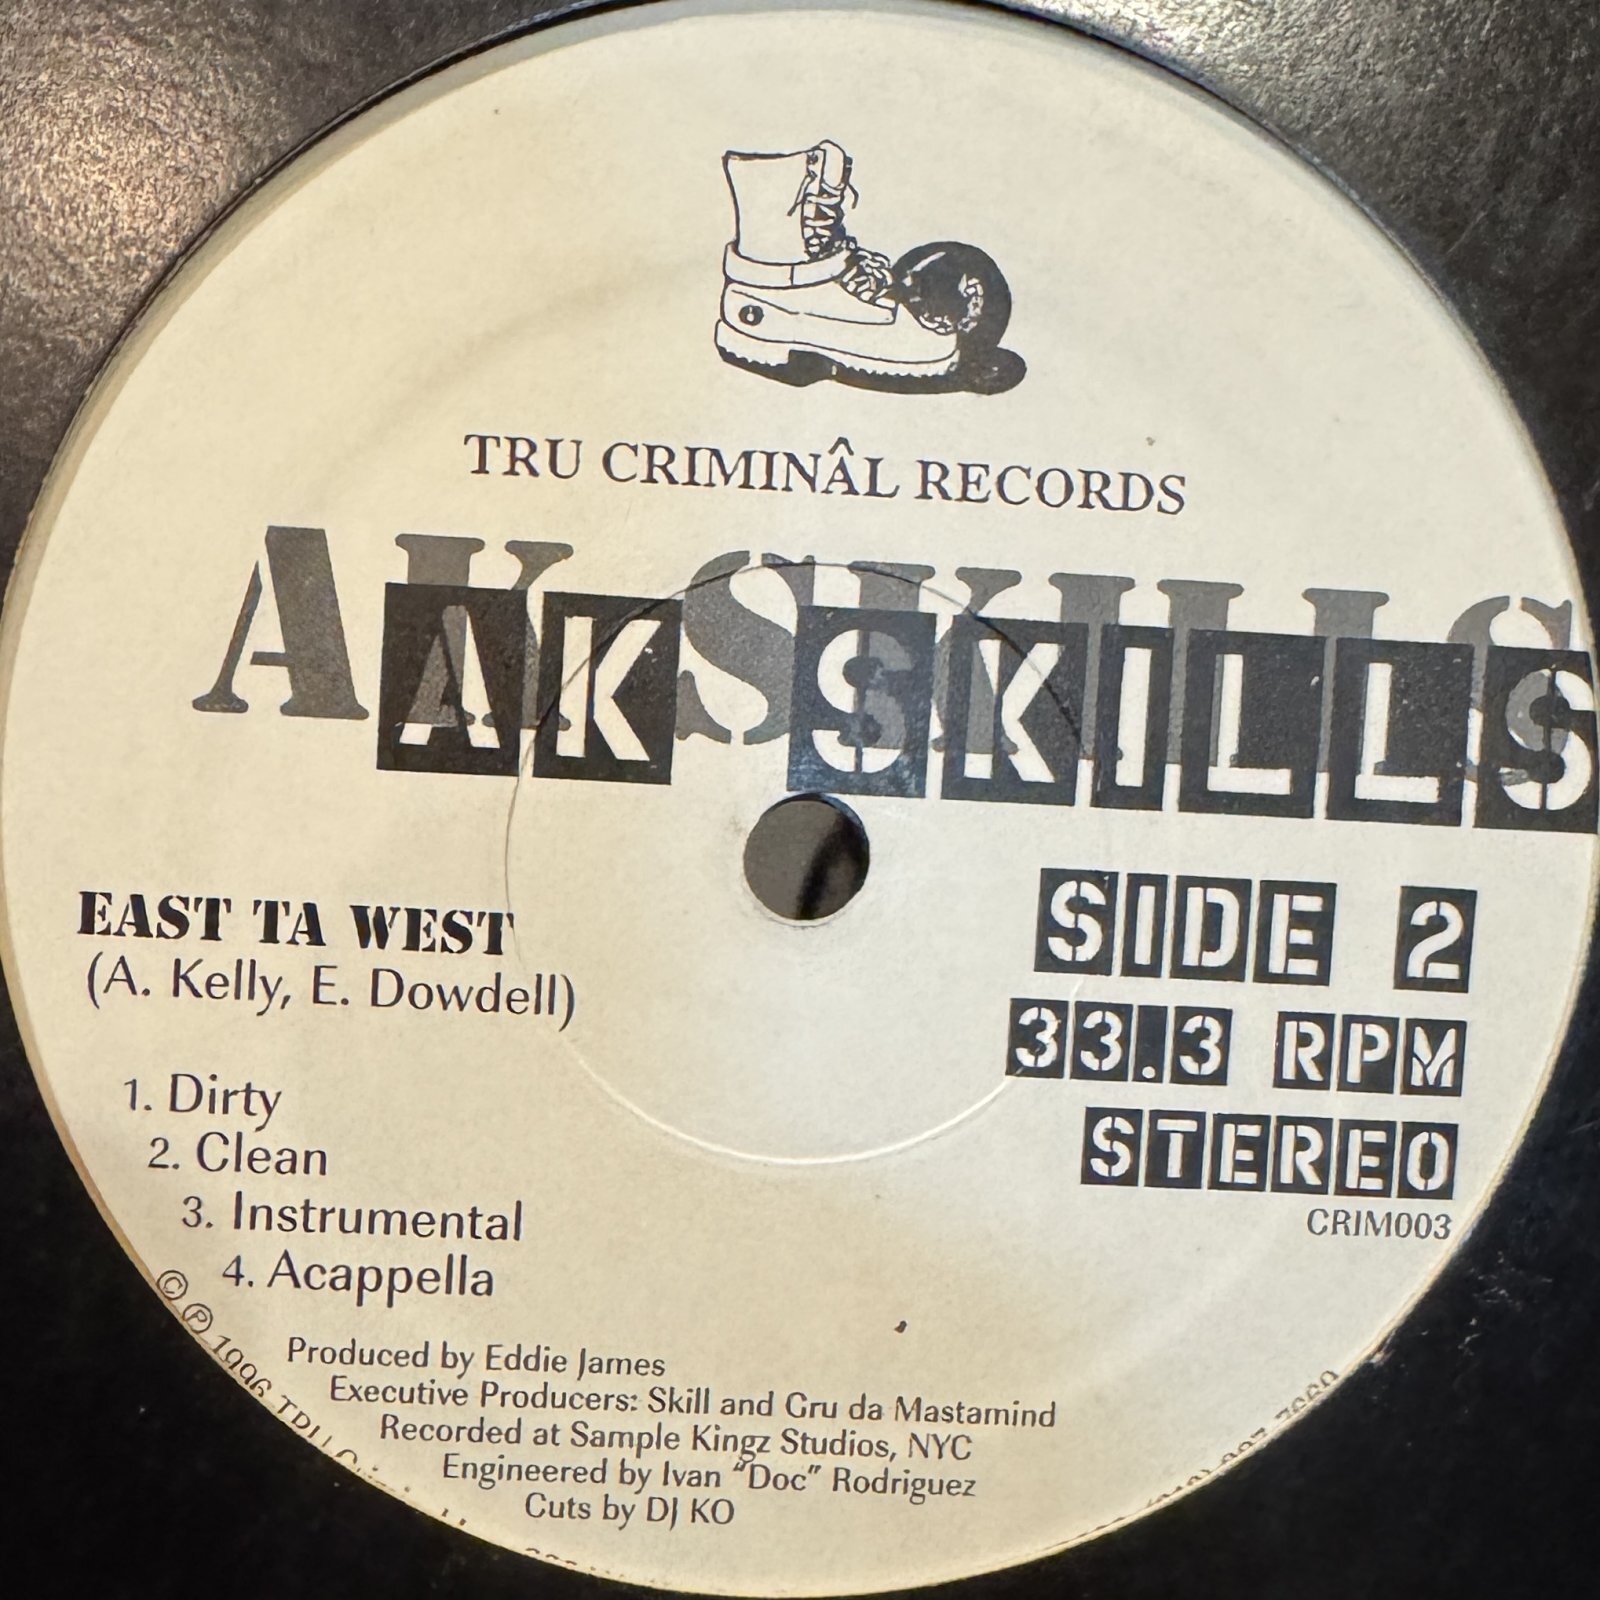 TRU CRIMINÂL RECORDS
AK SKILLS
AK SKILLS
EAST TA WEST
(A. Kelly, E. Dowdell)
1. Dirty
2. Clean
3. Instrumental
4. Acappella
SIDE 2
33.3 RPM
STEREO
CRIM003
Produced by Eddie James
Executive Producers: Skill and Gru da Mastamind
Recorded at Sample Kingz Studios, NYC
Engineered by Ivan "Doc" Rodriguez
Cuts by DJ KO
© ℗ 1996 TRU